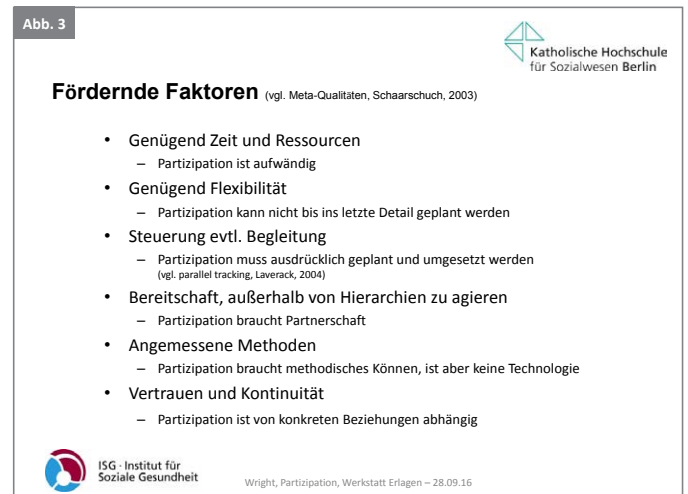 Abb. 3
Katholische Hochschule
für Sozialwesen Berlin
Fördernde Faktoren (vgl. Meta-Qualitäten, Schaarschuch, 2003)
• Genügend Zeit und Ressourcen
– Partizipation ist aufwändig
• Genügend Flexibilität
– Partizipation kann nicht bis ins letzte Detail geplant werden
• Steuerung evtl. Begleitung
– Partizipation muss ausdrücklich geplant und umgesetzt werden
(vgl. parallel tracking, Laverack, 2004)
• Bereitschaft, außerhalb von Hierarchien zu agieren
– Partizipation braucht Partnerschaft
• Angemessene Methoden
– Partizipation braucht methodisches Können, ist aber keine Technologie
• Vertrauen und Kontinuität
– Partizipation ist von konkreten Beziehungen abhängig
ISG · Institut für
Soziale Gesundheit
Wright, Partizipation, Werkstatt Erlagen – 28.09.16